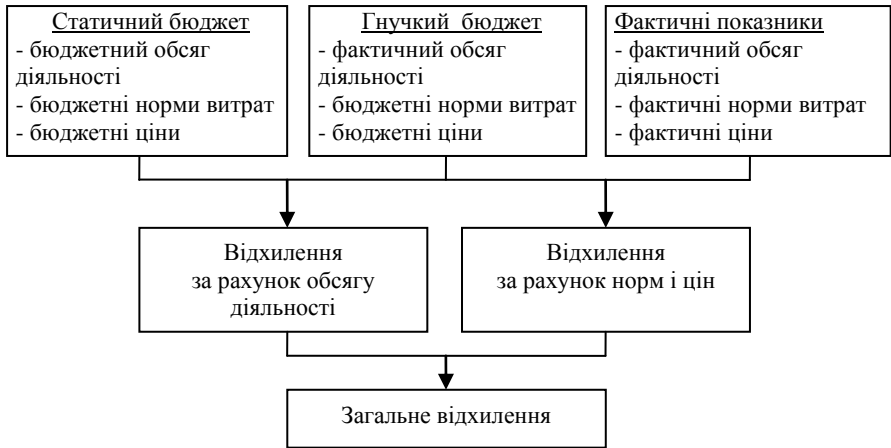 Статичний бюджет
- бюджетний обсяг
діяльності
- бюджетні норми витрат
- бюджетні ціни
Гнучкий бюджет
- фактичний обсяг
діяльності
- бюджетні норми витрат
- бюджетні ціни
Фактичні показники
- фактичний обсяг
діяльності
- фактичні норми витрат
- фактичні ціни
Відхилення
за рахунок обсягу
діяльності
Відхилення
за рахунок норм і цін
Загальне відхилення